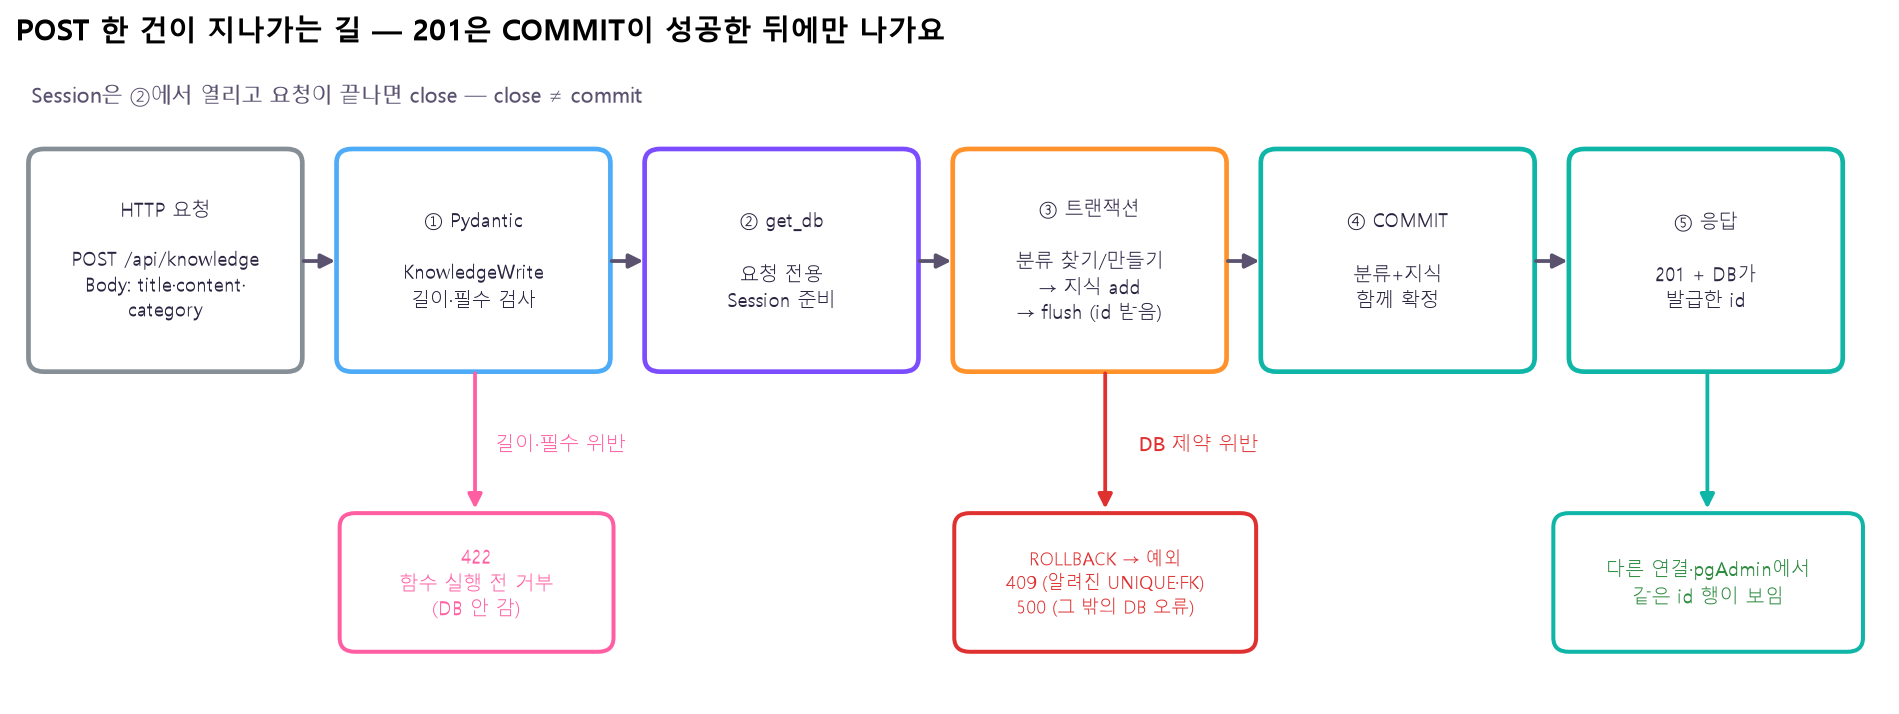 POST 한 건이 지나가는 길 — 201은 COMMIT이 성공한 뒤에만 나가요
Session은 ②에서 열리고 요청이 끝나면 close — close ≠ commit
HTTP 요청
POST /api/knowledge
Body: title·content·
category
① Pydantic
KnowledgeWrite
길이·필수 검사
② get_db
요청 전용
Session 준비
③ 트랜잭션
분류 찾기/만들기
→ 지식 add
→ flush (id 받음)
④ COMMIT
분류+지식
함께 확정
⑤ 응답
201 + DB가
발급한 id
길이·필수 위반
DB 제약 위반
422
함수 실행 전 거부
(DB 안 감)
ROLLBACK → 예외
409 (알려진 UNIQUE·FK)
500 (그 밖의 DB 오류)
다른 연결·pgAdmin에서
같은 id 행이 보임